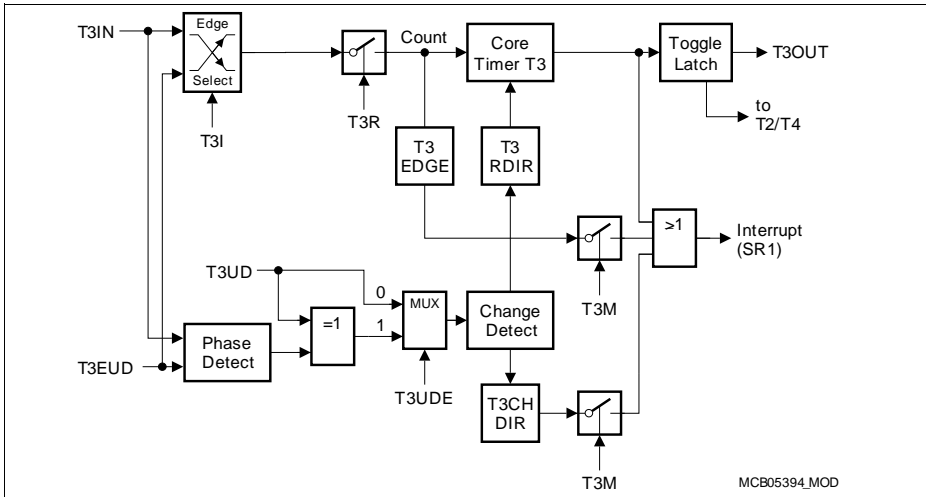 T3IN
Edge
Select
T3I
T3R
Count
Core
Timer T3
Toggle
Latch
T3OUT
to
T2/T4
T3
EDGE
T3
RDIR
≥1
Interrupt
(SR1)
T3M
T3UD
0
1
MUX
=1
Change
Detect
Phase
Detect
T3EUD
T3UDE
T3CH
DIR
T3M
MCB05394_MOD